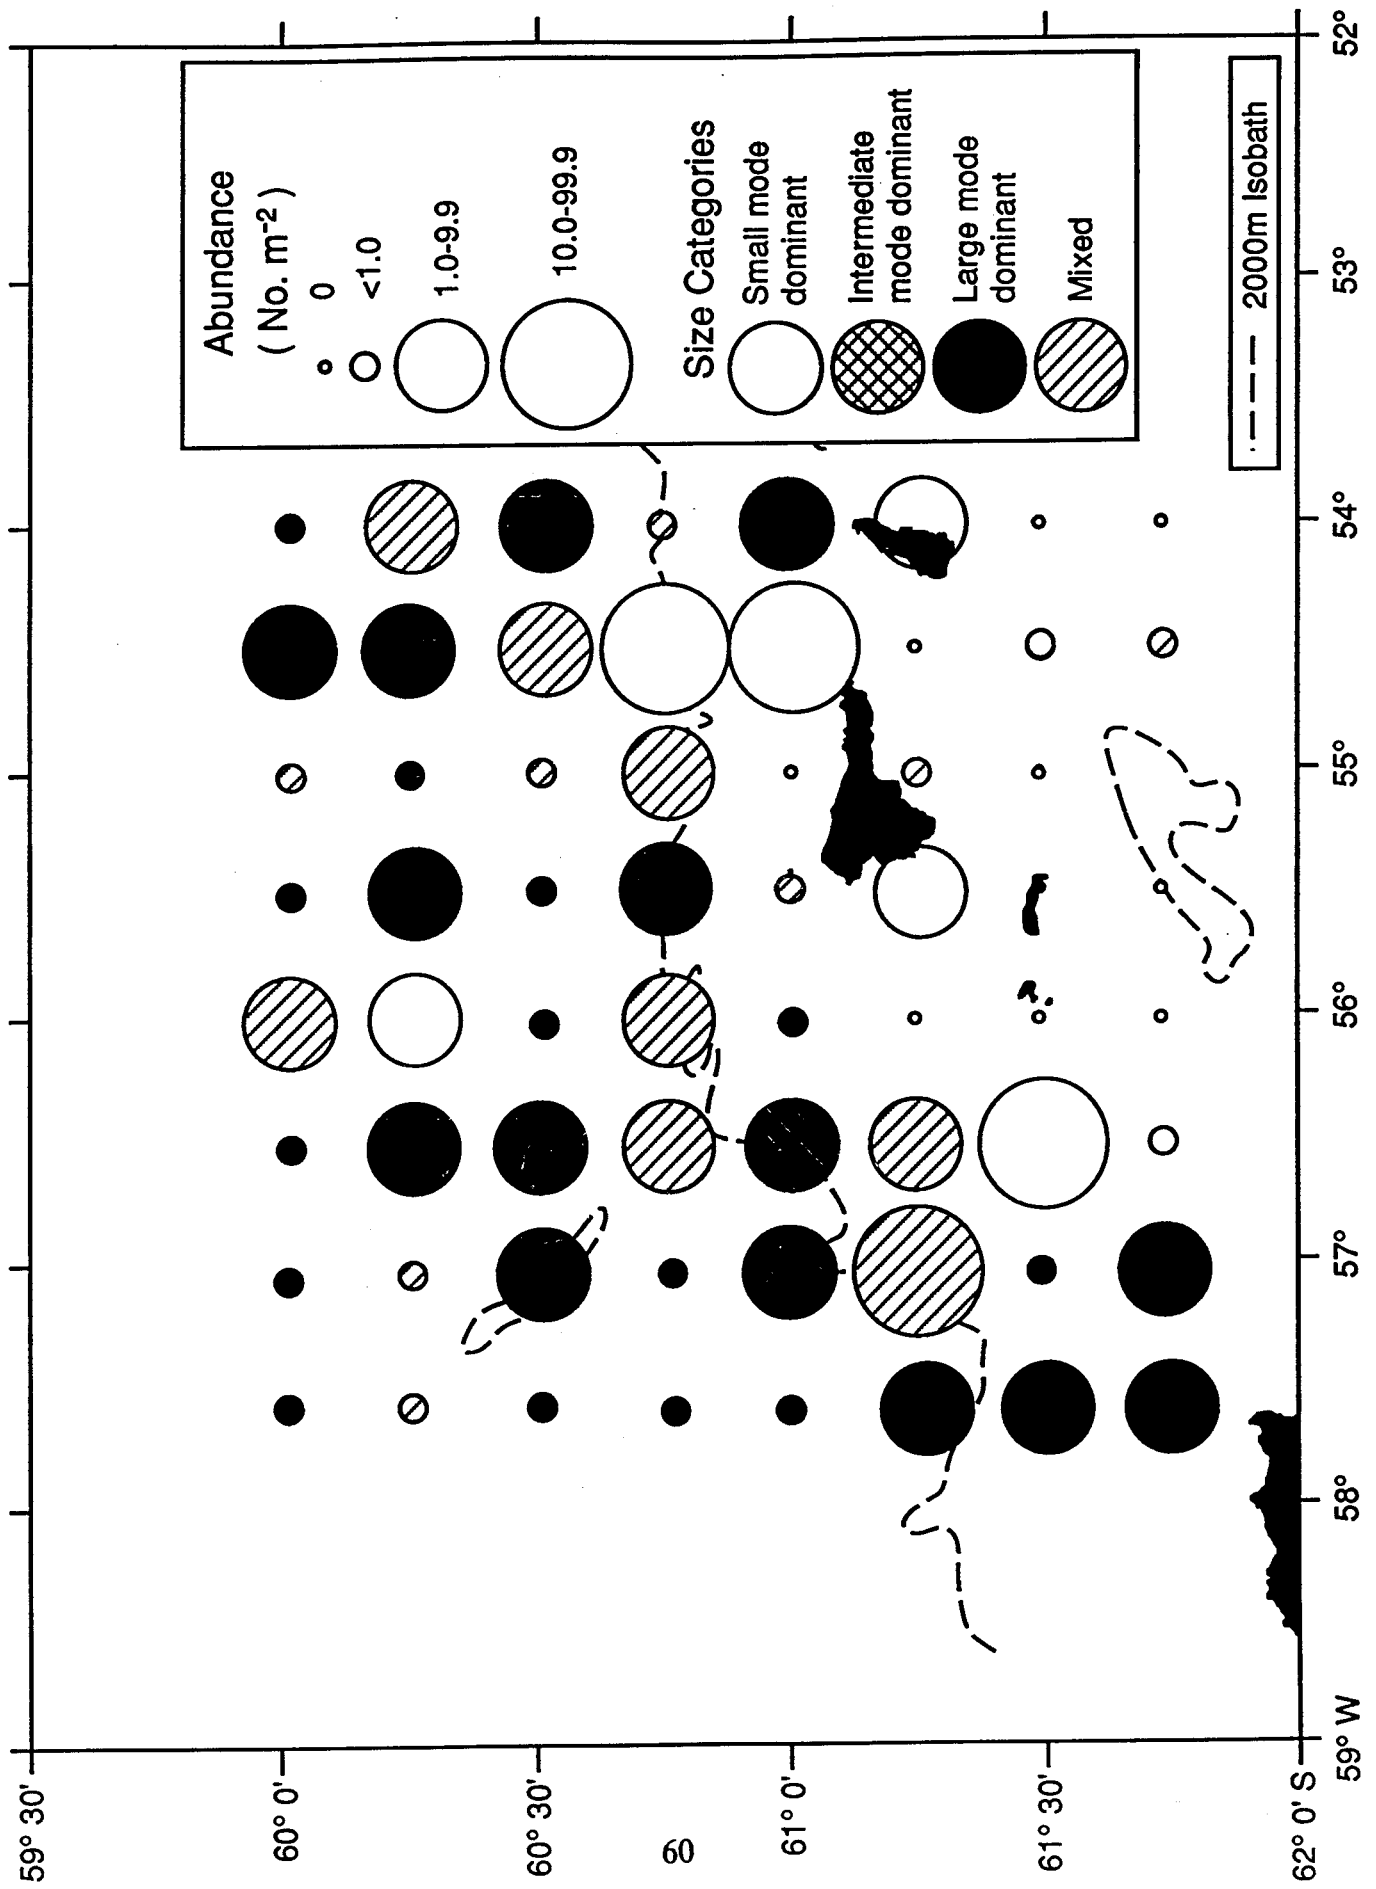 59° 30'
60° 0'
60° 30'
61° 0'
61° 30'
62° 0' S
59° W
58°
57°
56°
55°
54°
53°
52°
Abundance
( No. m⁻² )
0
<1.0
1.0-9.9
10.0-99.9
Size Categories
Small mode
dominant
Intermediate
mode dominant
Large mode
dominant
Mixed
2000m Isobath
60